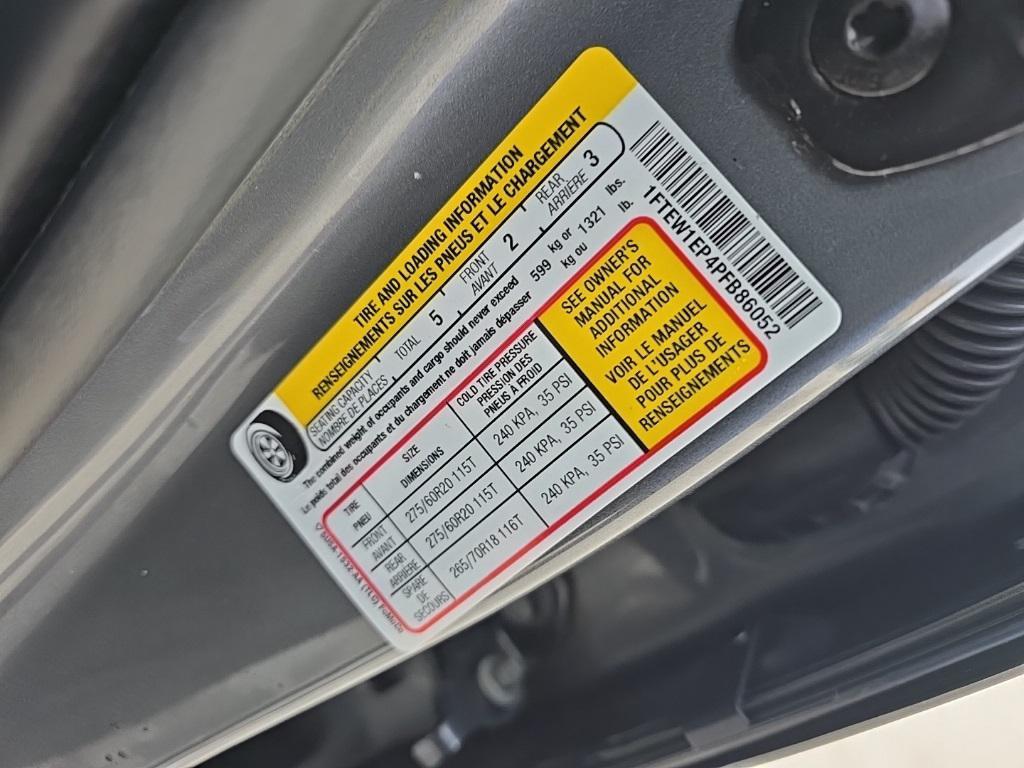 TIRE AND LOADING INFORMATION
RENSEIGNEMENTS SUR LES PNEUS ET LE CHARGEMENT
SEATING CAPACITY TOTAL 5 FRONT 2 REAR 3
NOMBRE DE PLACES AVANT ARRIÈRE
The combined weight of occupants and cargo should never exceed 599 kg or 1321 lbs.
Le poids total des occupants et du chargement ne doit jamais dépasser kg ou lb.
TIRE SIZE COLD TIRE PRESSURE
PNEU DIMENSIONS PRESSION DES
PNEUS À FROID
FRONT 275/60R20 115T 240 KPA, 35 PSI
AVANT
REAR 275/60R20 115T 240 KPA, 35 PSI
ARRIÈRE
SPARE 265/70R18 116T 240 KPA, 35 PSI
DE
SECOURS
SEE OWNER'S
MANUAL FOR
ADDITIONAL
INFORMATION
VOIR LE MANUEL
DE L'USAGER
POUR PLUS DE
RENSEIGNEMENTS
1FTEW1EP4PFB86052